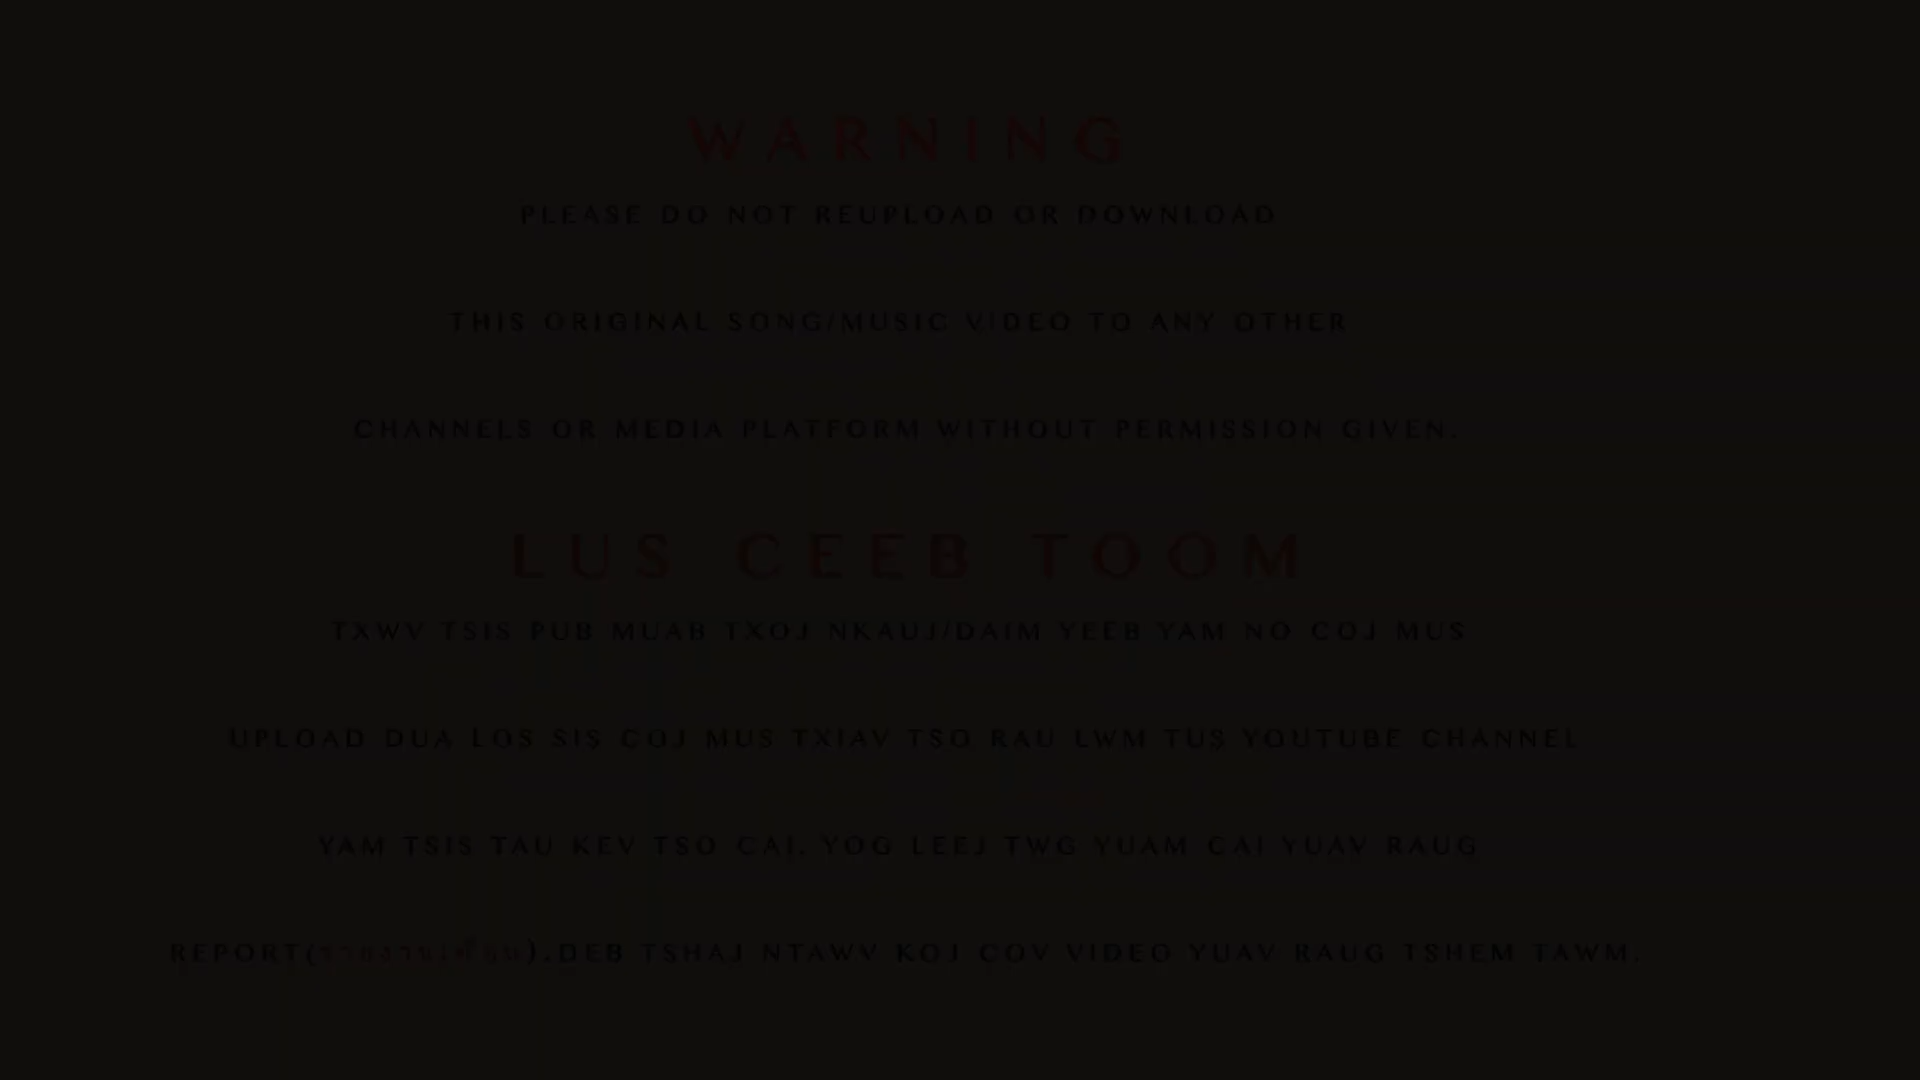 WARNING
PLEASE DO NOT REUPLOAD OR DOWNLOAD
THIS ORIGINAL SONG/MUSIC VIDEO TO ANY OTHER
CHANNELS OR MEDIA PLATFORM WITHOUT PERMISSION GIVEN.
LUS CEEB TOOM
TXWV TSIS PUB MUAB TXOJ NKAUJ/DAIM YEEB YAM NO COJ MUS
UPLOAD DUA LOS SIS COJ MUS TXIAV TSO RAU LWM TUS YOUTUBE CHANNEL
YAM TSIS TAU KEV TSO CAI. YOG LEEJ TWG YUAM CAI YUAV RAUG
REPORT().DEB TSHAJ NTAWV KOJ COV VIDEO YUAV RAUG TSHEM TAWM.